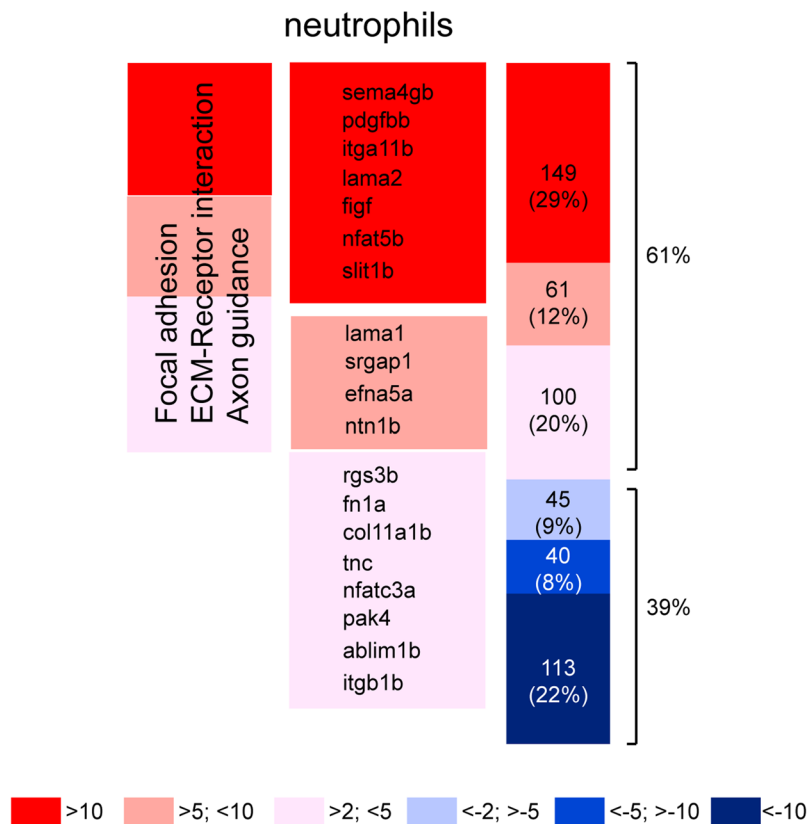 neutrophils
Focal adhesion
ECM-Receptor interaction
Axon guidance
sema4gb
pdgfbb
itga11b
lama2
figf
nfat5b
slit1b
lama1
srgap1
efna5a
ntn1b
rgs3b
fn1a
col11a1b
tnc
nfatc3a
pak4
ablim1b
itgb1b
149
(29%)
61
(12%)
100
(20%)
45
(9%)
40
(8%)
113
(22%)
61%
39%
>10 >5; <10 >2; <5 <-2; >-5 <-5; >-10 <-10